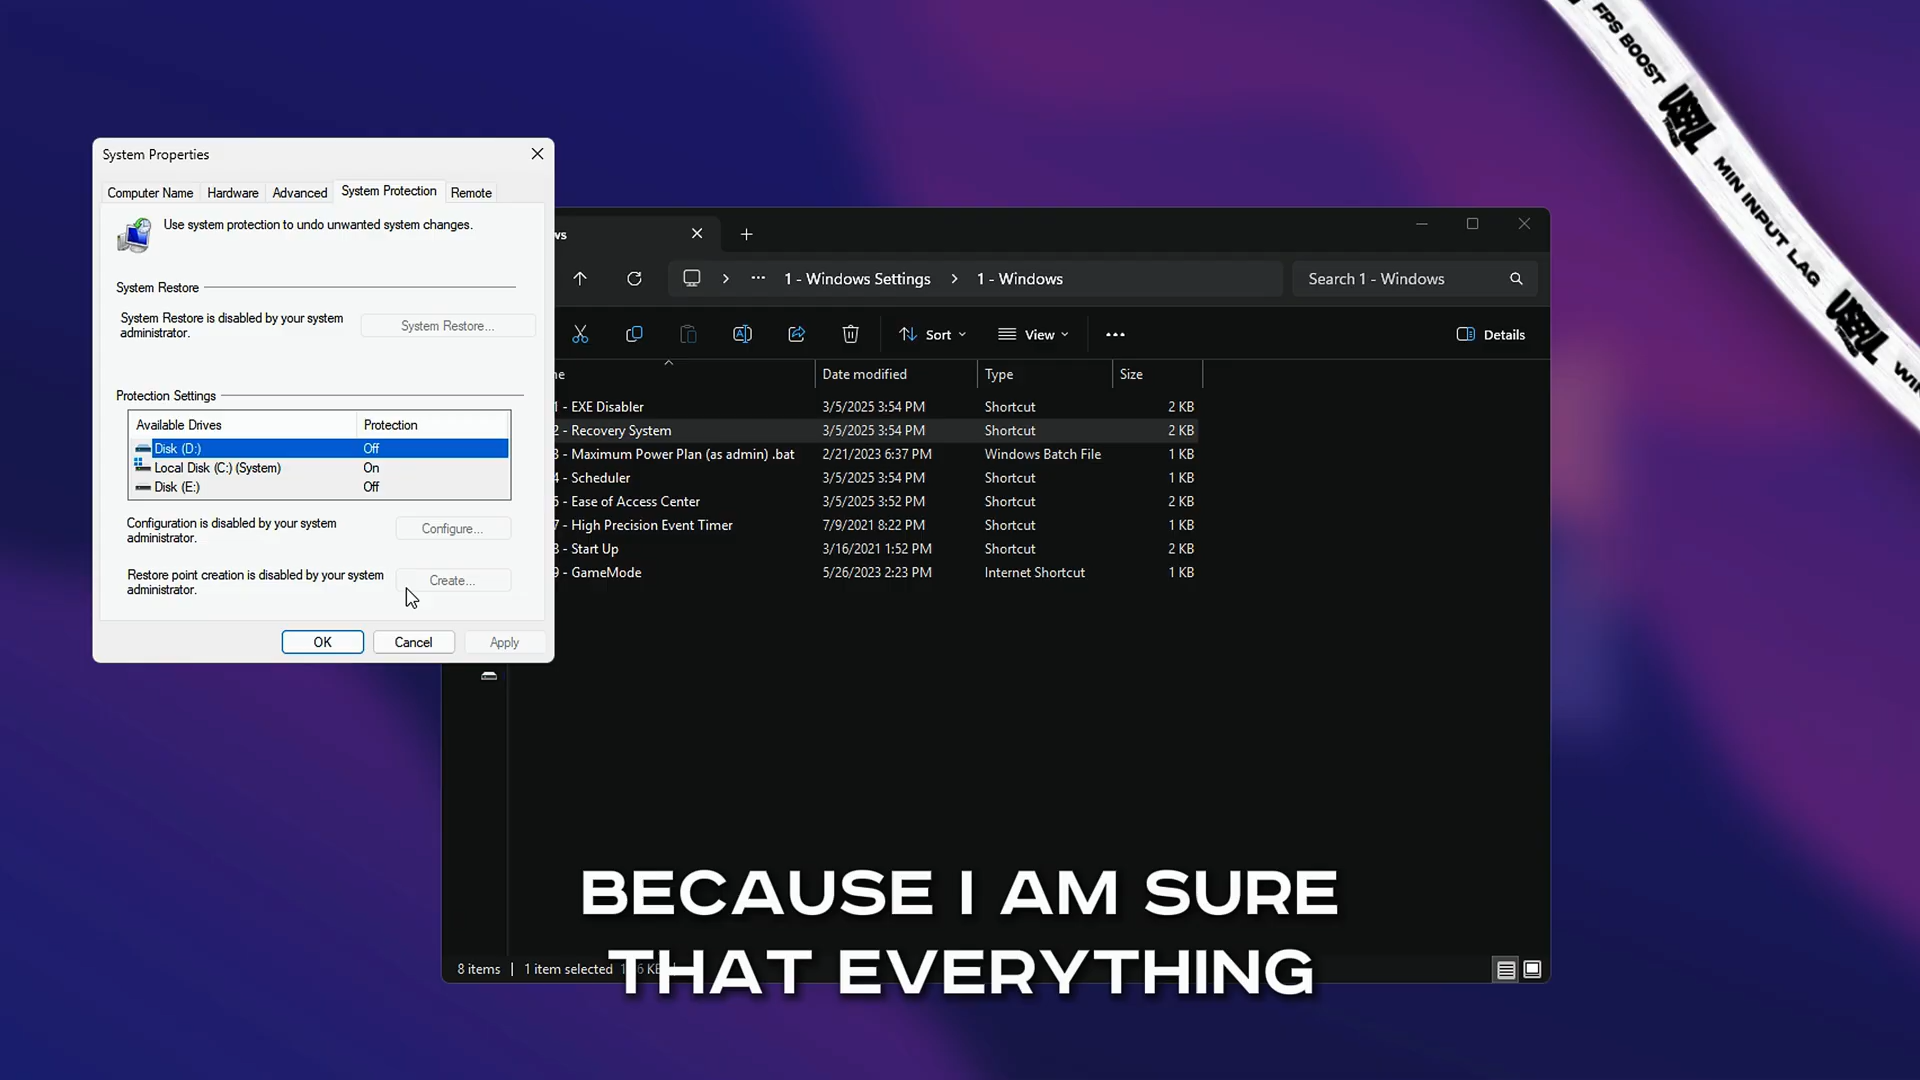 FPS BOOST
USEFUL
MIN INPUT LAG
System Properties
Computer Name Hardware Advanced System Protection Remote
Use system protection to undo unwanted system changes.
System Restore
System Restore is disabled by your system
administrator.
System Restore...
Protection Settings
Available Drives Protection
Disk (D:) Off
Local Disk (C:) (System) On
Disk (E:) Off
Configuration is disabled by your system
administrator.
Configure...
Restore point creation is disabled by your system
administrator.
Create...
OK Cancel Apply
1 - Windows Settings 1 - Windows
Search 1 - Windows
Sort View Details
Date modified Type Size
- EXE Disabler 3/5/2025 3:54 PM Shortcut 2 KB
- Recovery System 3/5/2025 3:54 PM Shortcut 2 KB
- Maximum Power Plan (as admin) .bat 2/21/2023 6:37 PM Windows Batch File 1 KB
- Scheduler 3/5/2025 3:54 PM Shortcut 1 KB
- Ease of Access Center 3/5/2025 3:52 PM Shortcut 2 KB
- High Precision Event Timer 7/9/2021 8:22 PM Shortcut 1 KB
- Start Up 3/16/2021 1:52 PM Shortcut 2 KB
- GameMode 5/26/2023 2:23 PM Internet Shortcut 1 KB
BECAUSE I AM SURE
THAT EVERYTHING
8 items 1 item selected